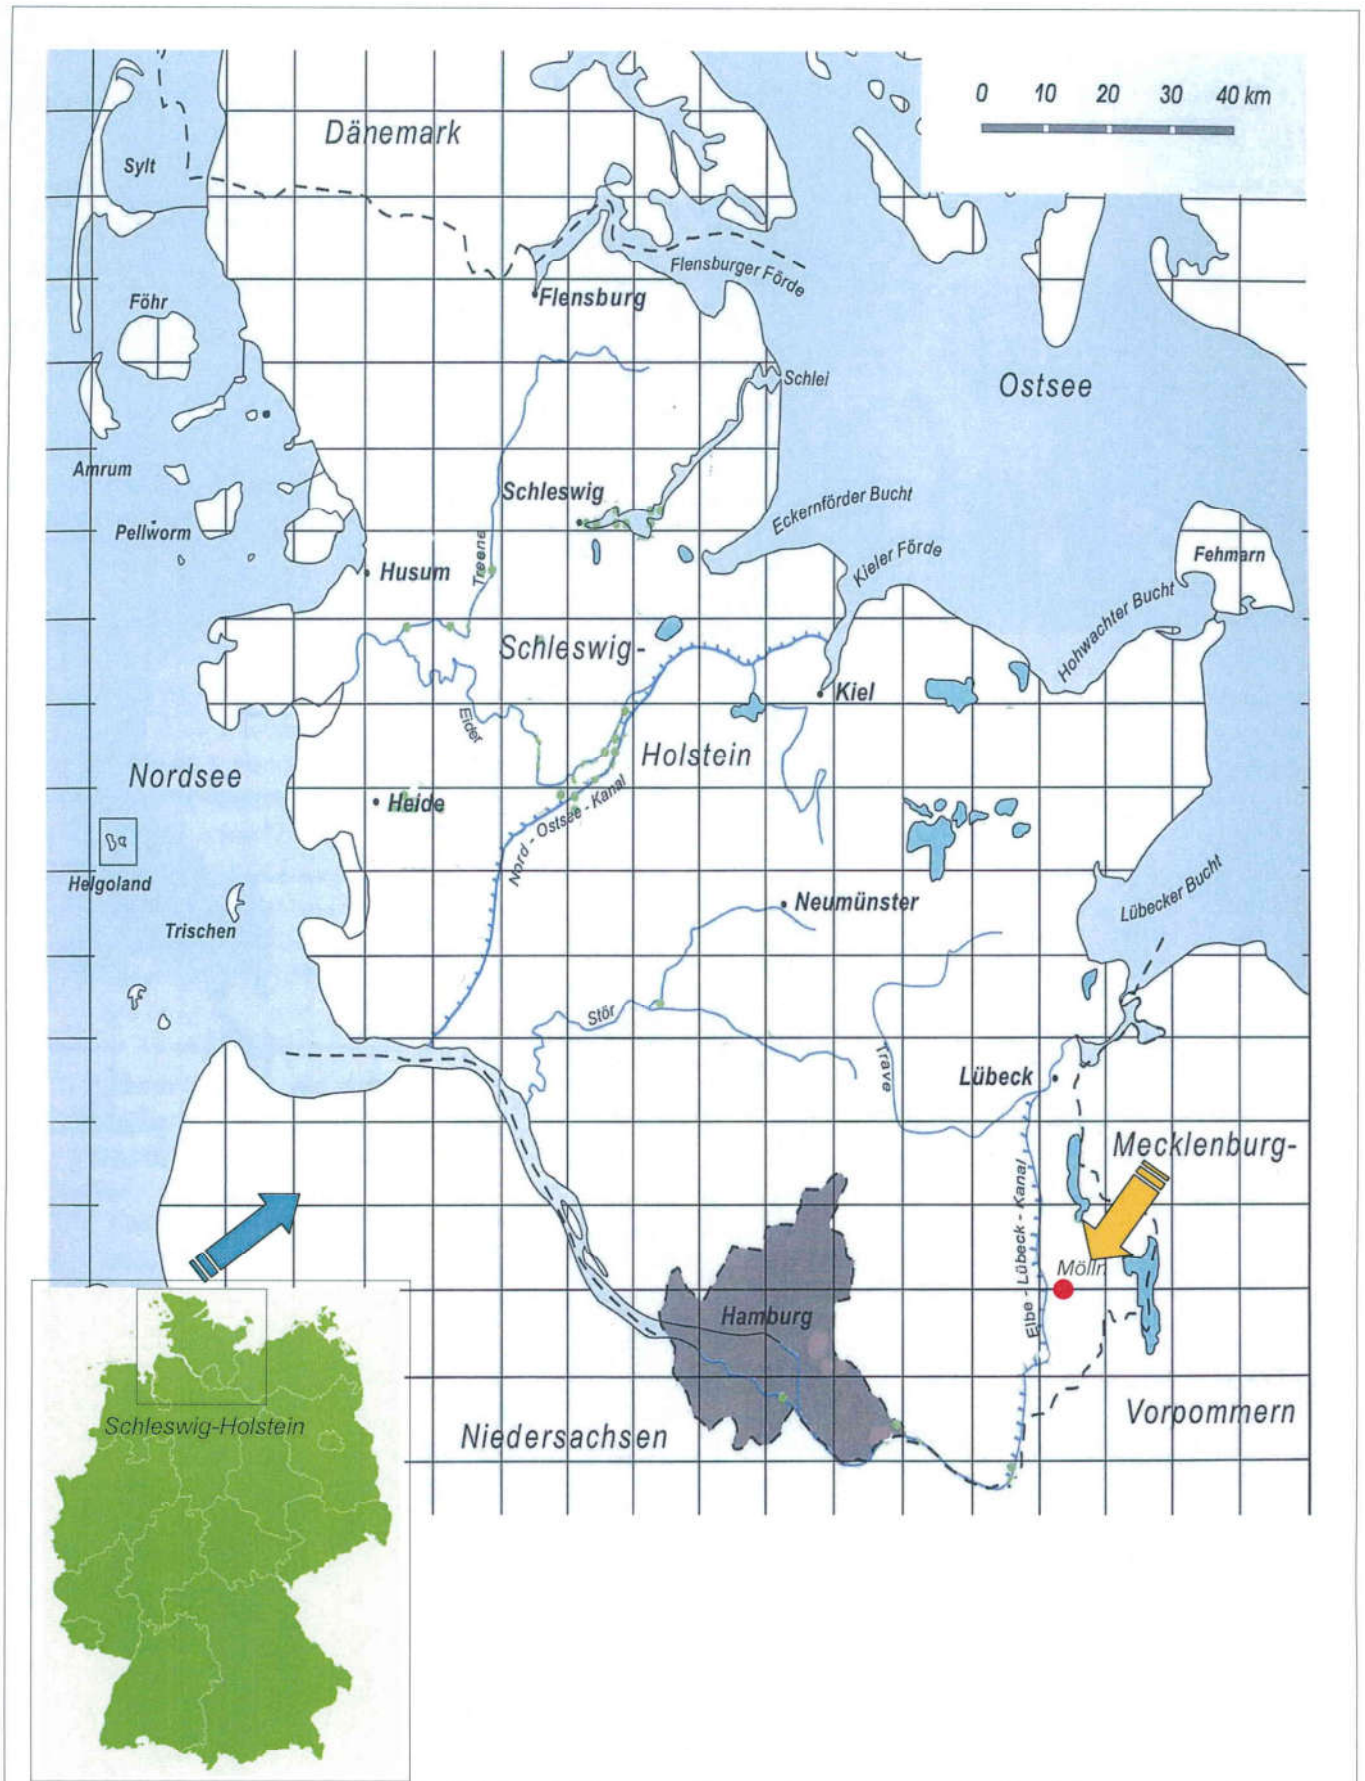 0 10 20 30 40 km
Dänemark
Sylt
Flensburger Förde
Flensburg
Föhr
Schlei
Ostsee
Amrum
Schleswig
Eckernförder Bucht
Pellworm
Treene
Husum
Kieler Förde
Fehmarn
Hohwachter Bucht
Schleswig-
Kiel
Eider
Holstein
Nordsee
Heide
Nord - Ostsee - Kanal
Helgoland
Neumünster
Lübecker Bucht
Trischen
Stör
Trave
Lübeck
Mecklenburg-
Elbe - Lübeck - Kanal
Mölln
Hamburg
Vorpommern
Niedersachsen
Schleswig-Holstein